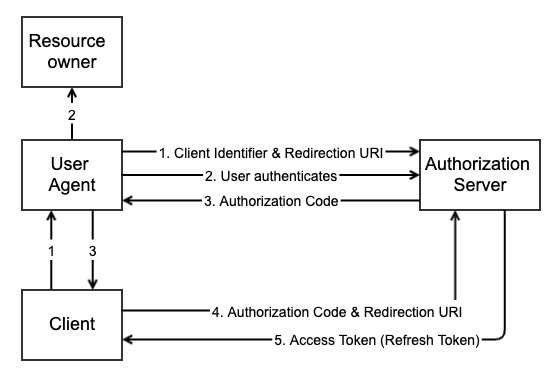 Resource
owner
2
User
Agent
1. Client Identifier & Redirection URI
2. User authenticates
3. Authorization Code
Authorization
Server
1
3
Client
4. Authorization Code & Redirection URI
5. Access Token (Refresh Token)